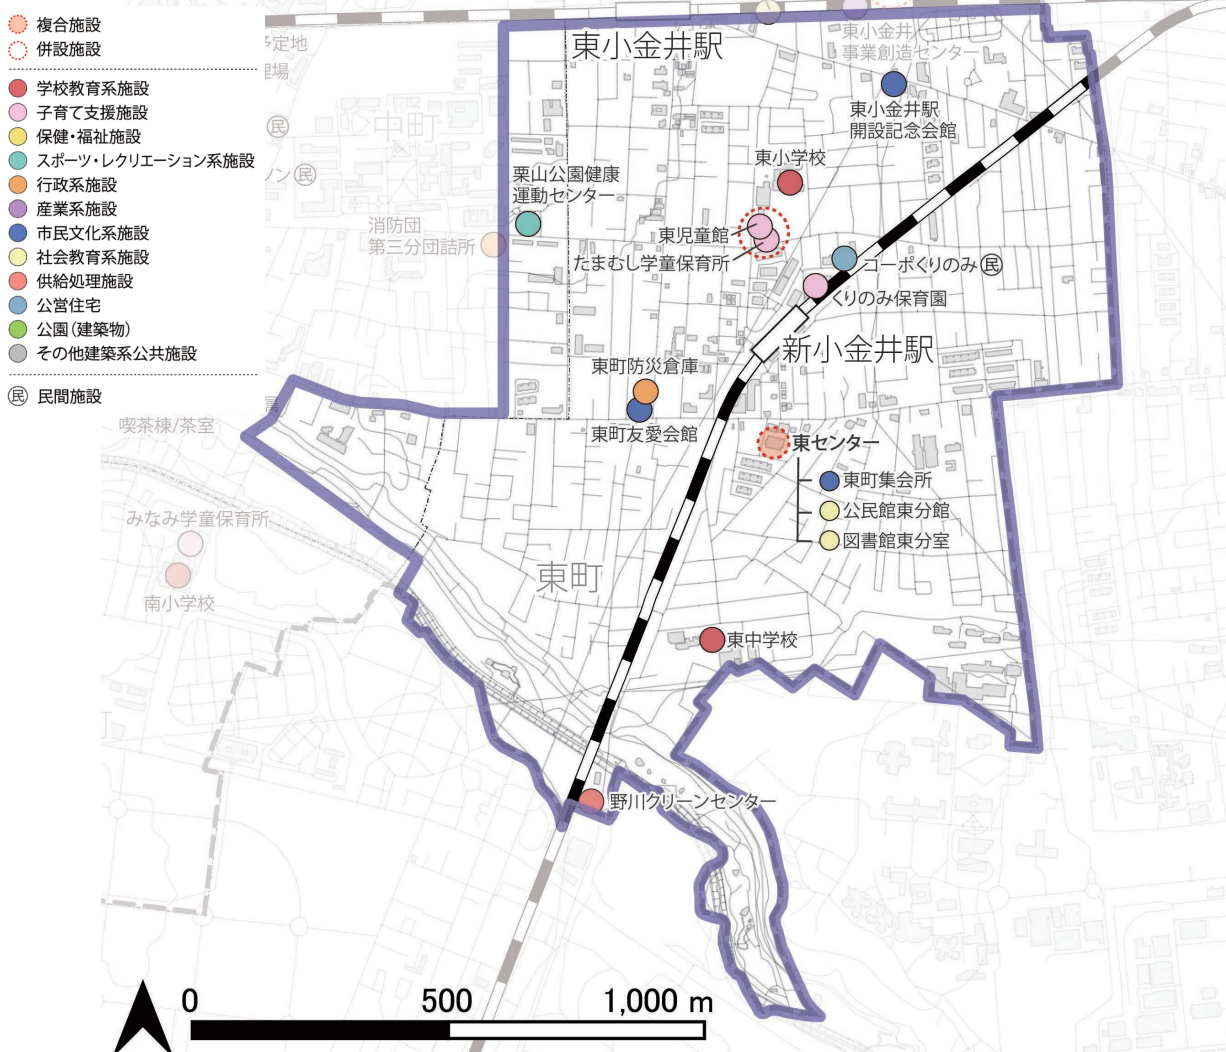 複合施設
併設施設
学校教育系施設
子育て支援施設
保健・福祉施設
スポーツ・レクリエーション系施設
行政系施設
産業系施設
市民文化系施設
社会教育系施設
供給処理施設
公営住宅
公園（建築物）
その他建築系公共施設
民 民間施設
予定地
中町
民
民
東小金井駅
東小金井
事業創造センター
東小金井駅
開設記念会館
東小学校
栗山公園健康
運動センター
消防団
第三分団詰所
東児童館
たまむし学童保育所
コーポくりのみ 民
くりのみ保育園
新小金井駅
東町防災倉庫
東町友愛会館
喫茶棟/茶室
東センター
東町集会所
公民館東分館
図書館東分室
みなみ学童保育所
南小学校
東町
東中学校
野川クリーンセンター
0 500 1,000 m